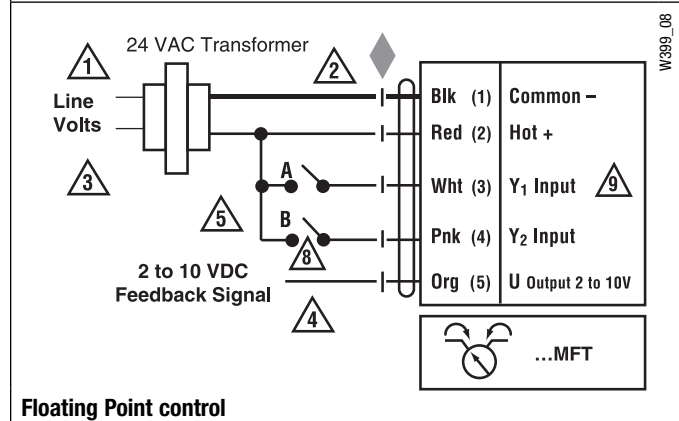 W399_08
24 VAC Transformer
1
2
Line
Volts
3
Blk (1) Common –
Red (2) Hot +
A
Wht (3) Y₁ Input
9
5
B
8
Pnk (4) Y₂ Input
2 to 10 VDC
Feedback Signal
4
Org (5) U Output 2 to 10V
...MFT
Floating Point control